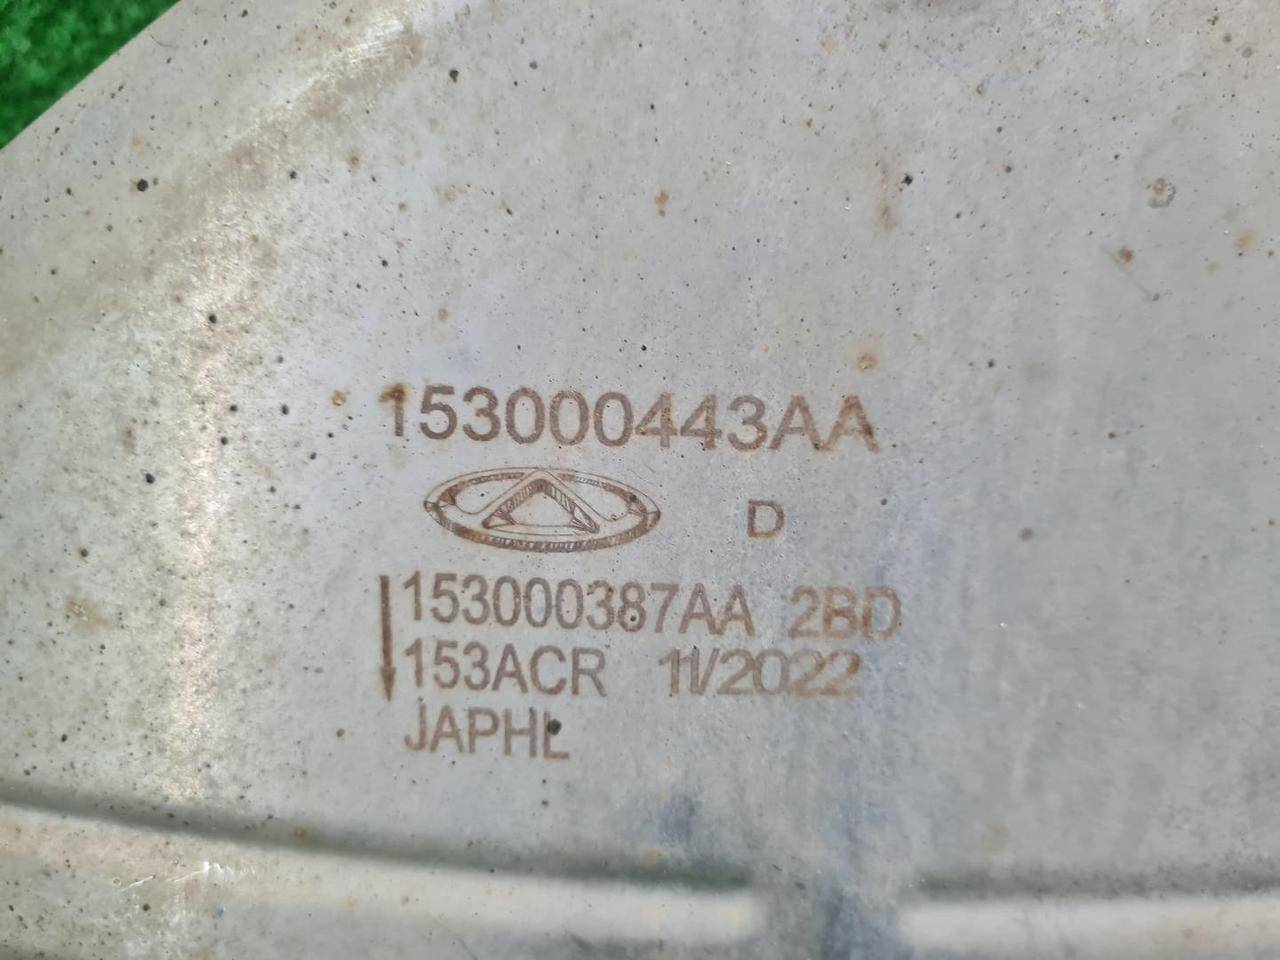 153000443AA
D
153000387AA 2BD
153ACR 11/2022
JAPHL